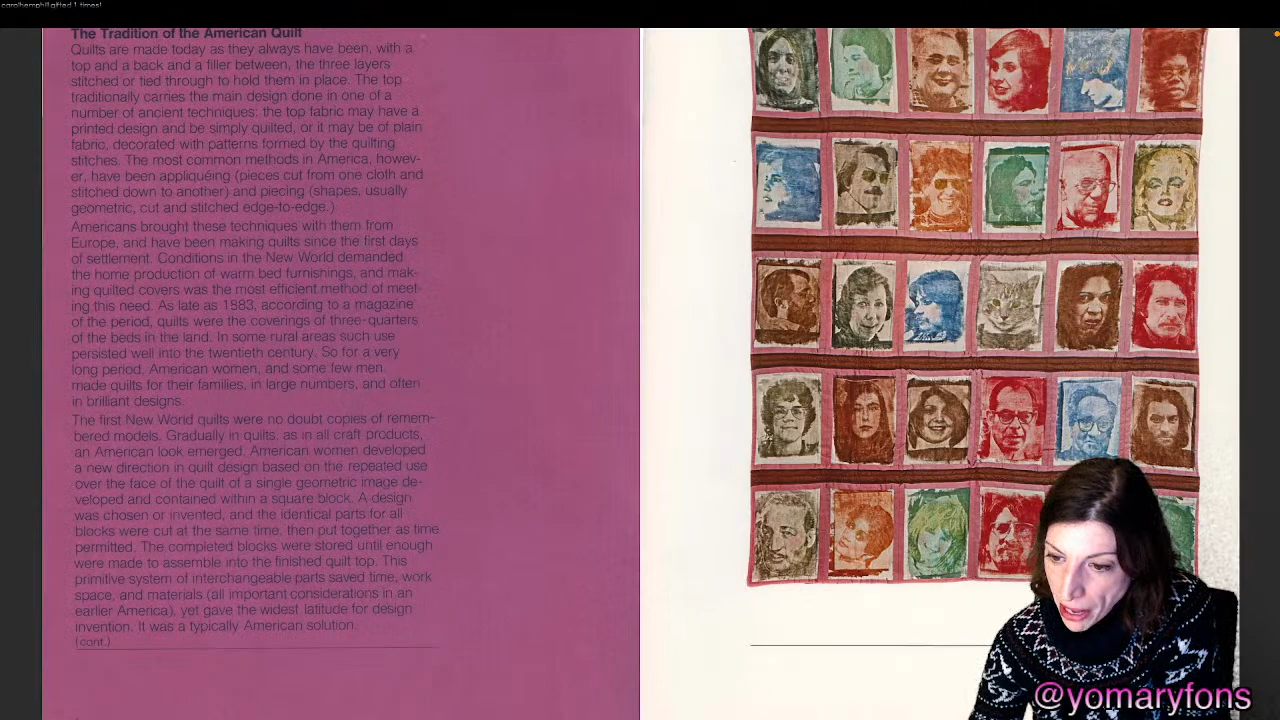 carolhemphill gifted 1 times!
The Tradition of the American Quilt
Quilts are made today as they always have been, with a
top and a back and a filler between, the three layers
stitched or tied through to hold them in place. The top
traditionally carries the main design done in one of a
number of ancient techniques: the top fabric may have a
printed design and be simply quilted, or it may be of plain
fabric, decorated with patterns formed by the quilting
stitches. The most common methods in America, howev-
er, have been appliquéing (pieces cut from one cloth and
stitched down to another) and piecing (shapes, usually
geometric, cut and stitched edge-to-edge.)
Americans brought these techniques with them from
Europe, and have been making quilts since the first days
of settlement. Conditions in the New World demanded
the home production of warm bed furnishings, and mak-
ing quilted covers was the most efficient method of meet-
ing this need. As late as 1883, according to a magazine
of the period, quilts were the coverings of three-quarters
of the beds in the land. In some rural areas such use
persisted well into the twentieth century. So for a very
long period, American women, and some few men
made quilts for their families, in large numbers, and often
in brilliant designs.
The first New World quilts were no doubt copies of remem-
bered models. Gradually in quilts, as in all craft products,
an American look emerged. American women developed
a new direction in quilt design based on the repeated use
over the face of the quilt of a single geometric image de-
veloped and contained within a square block. A design
was chosen or invented, and the identical parts for all
blocks were cut at the same time, then put together as time
permitted. The completed blocks were stored until enough
were made to assemble into the finished quilt top. This
primitive system of interchangeable parts saved time, work
space, and materials (all important considerations in an
earlier America), yet gave the widest latitude for design
invention. It was a typically American solution.
(cont.)
@yomaryfons